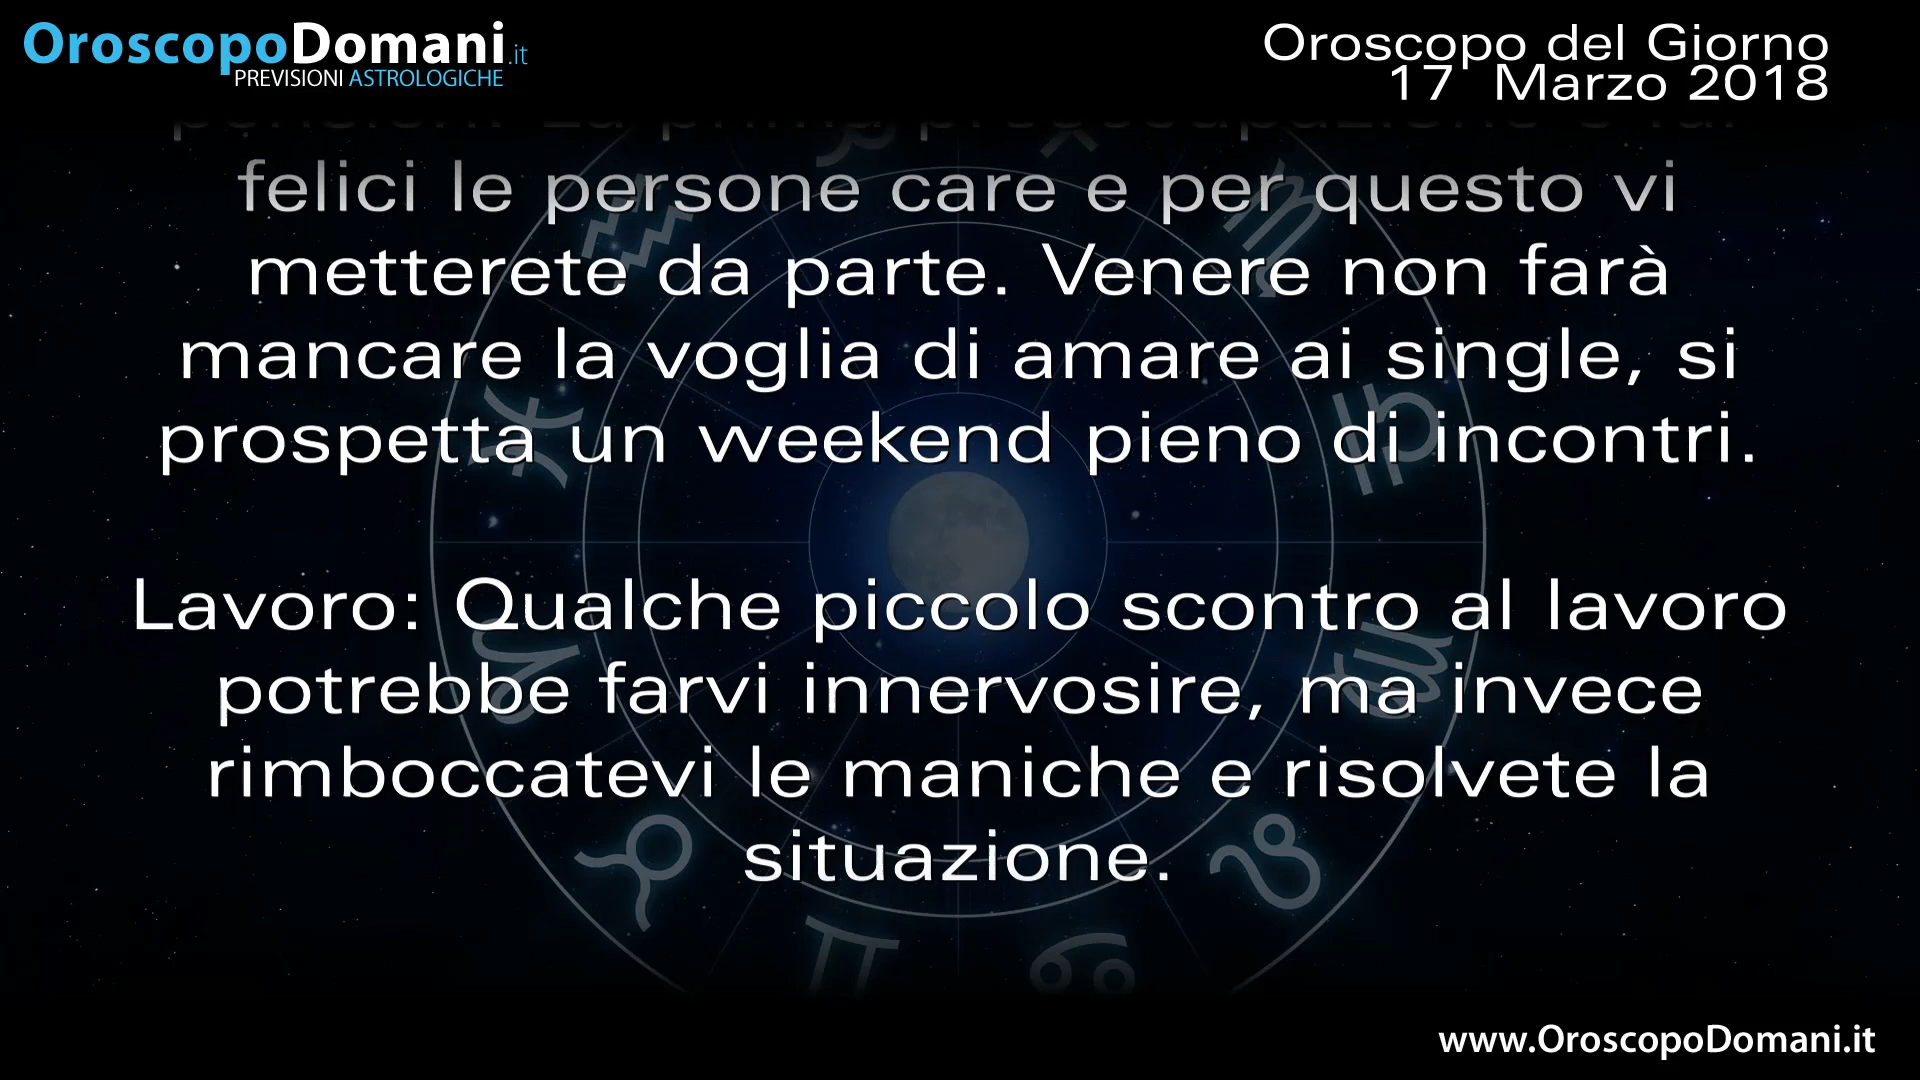 OroscopoDomani.it
PREVISIONI ASTROLOGICHE
Oroscopo del Giorno
17 Marzo 2018
felici le persone care e per questo vi
metterete da parte. Venere non farà
mancare la voglia di amare ai single, si
prospetta un weekend pieno di incontri.
Lavoro: Qualche piccolo scontro al lavoro
potrebbe farvi innervosire, ma invece
rimboccatevi le maniche e risolvete la
situazione.
www.OroscopoDomani.it